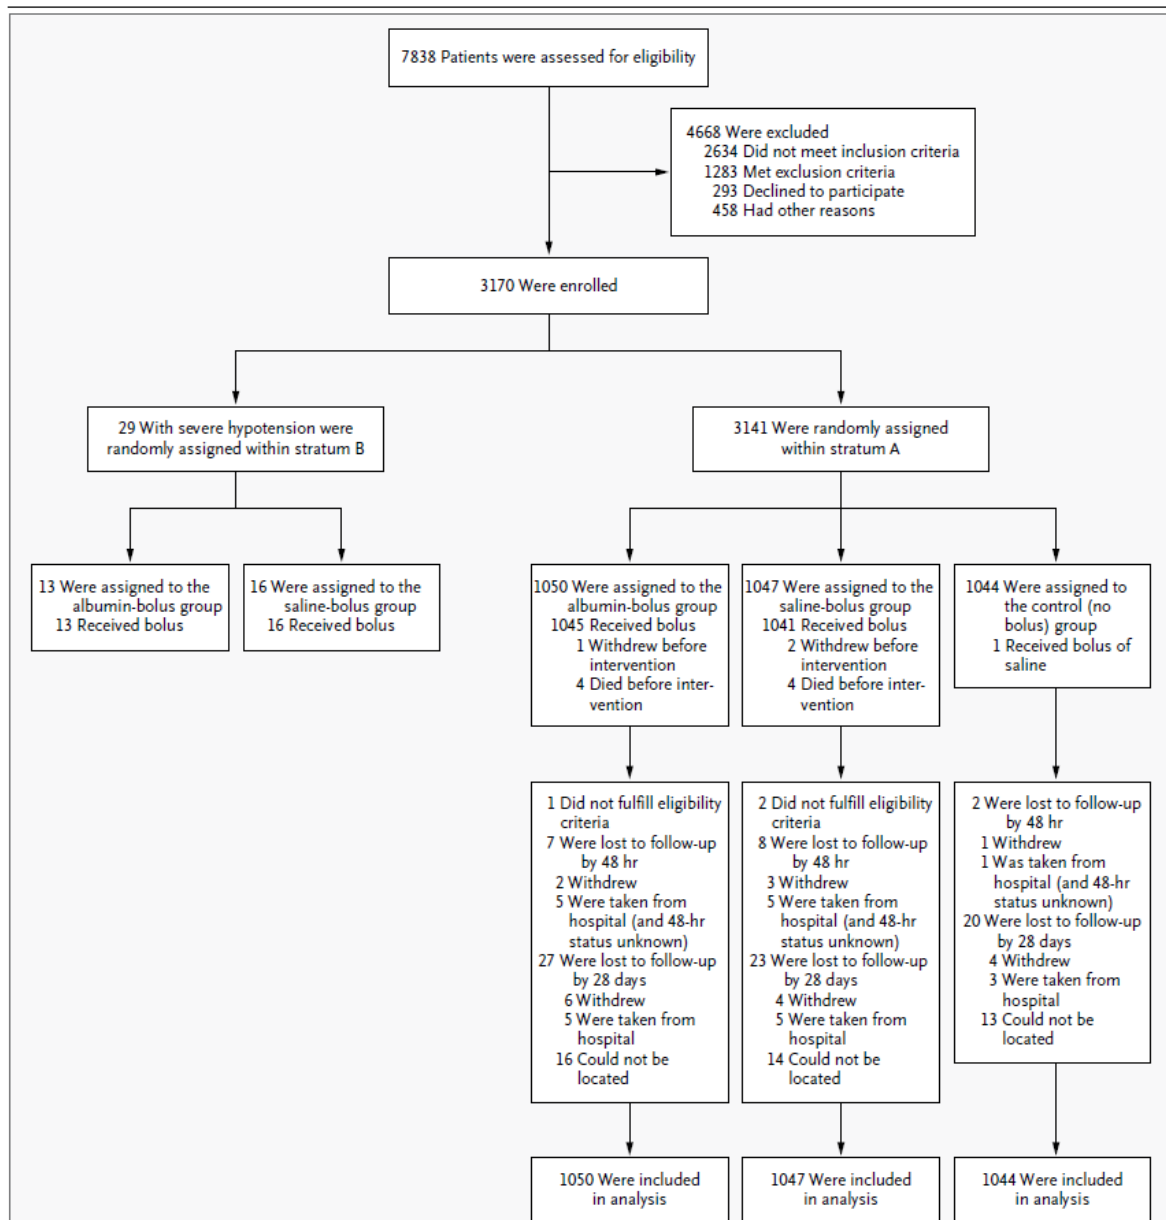 7838 Patients were assessed for eligibility
4668 Were excluded
2634 Did not meet inclusion criteria
1283 Met exclusion criteria
293 Declined to participate
458 Had other reasons
3170 Were enrolled
29 With severe hypotension were
randomly assigned within stratum B
3141 Were randomly assigned
within stratum A
13 Were assigned to the
albumin-bolus group
13 Received bolus
16 Were assigned to the
saline-bolus group
16 Received bolus
1050 Were assigned to the
albumin-bolus group
1045 Received bolus
1 Withdrew before
intervention
4 Died before inter-
vention
1047 Were assigned to the
saline-bolus group
1041 Received bolus
2 Withdrew before
intervention
4 Died before inter-
vention
1044 Were assigned to
the control (no
bolus) group
1 Received bolus of
saline
1 Did not fulfill eligibility
criteria
7 Were lost to follow-up
by 48 hr
2 Withdrew
5 Were taken from
hospital (and 48-hr
status unknown)
27 Were lost to follow-up
by 28 days
6 Withdrew
5 Were taken from
hospital
16 Could not be
located
2 Did not fulfill eligibility
criteria
8 Were lost to follow-up
by 48 hr
3 Withdrew
5 Were taken from
hospital (and 48-hr
status unknown)
23 Were lost to follow-up
by 28 days
4 Withdrew
5 Were taken from
hospital
14 Could not be
located
2 Were lost to follow-up
by 48 hr
1 Withdrew
1 Was taken from
hospital (and 48-hr
status unknown)
20 Were lost to follow-up
by 28 days
4 Withdrew
3 Were taken from
hospital
13 Could not be
located
1050 Were included
in analysis
1047 Were included
in analysis
1044 Were included
in analysis